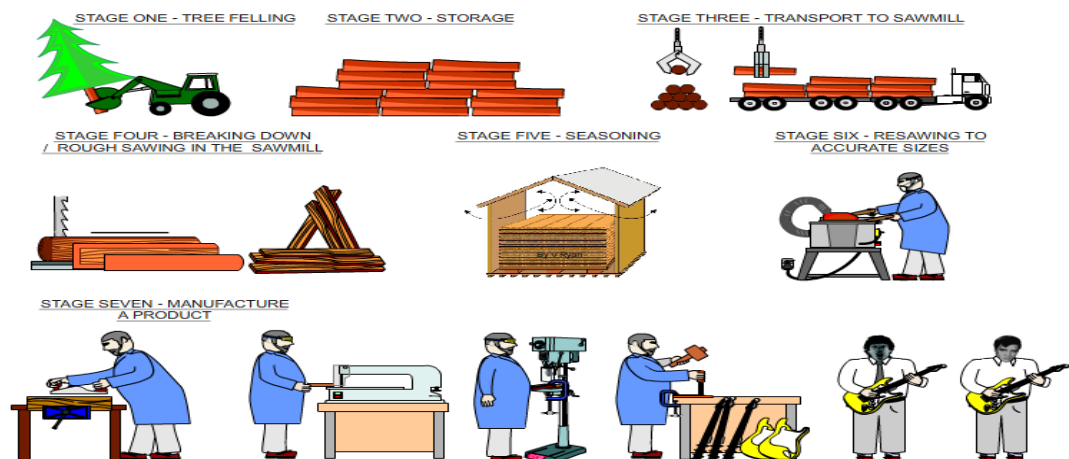 STAGE ONE - TREE FELLING
STAGE TWO - STORAGE
STAGE THREE - TRANSPORT TO SAWMILL
STAGE FOUR - BREAKING DOWN
/ ROUGH SAWING IN THE SAWMILL
STAGE FIVE - SEASONING
By V Ryan
STAGE SIX - RESAWING TO
ACCURATE SIZES
STAGE SEVEN - MANUFACTURE
A PRODUCT